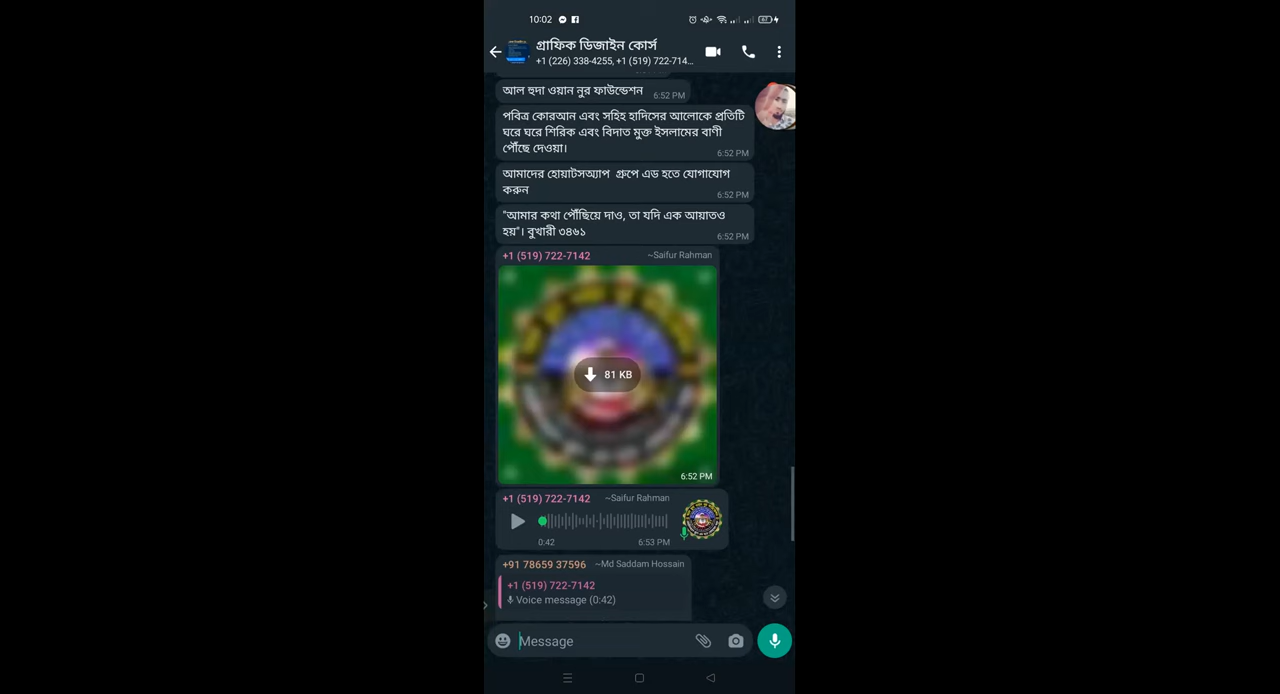 10:02
67
গ্রাফিক ডিজাইন কোর্স
+1 (226) 338-4255, +1 (519) 722-714...
আল হুদা ওয়ান নুর ফাউন্ডেশন
6:52 PM
পবিত্র কোরআন এবং সহিহ হাদিসের আলোকে প্রতিটি
ঘরে ঘরে শিরিক এবং বিদাত মুক্ত ইসলামের বাণী
পৌঁছে দেওয়া।
6:52 PM
আমাদের হোয়াটসঅ্যাপ গ্রুপে এড হতে যোগাযোগ
করুন
6:52 PM
"আমার কথা পৌঁছিয়ে দাও, তা যদি এক আয়াতও
হয়"। বুখারী ৩৪৬১
6:52 PM
+1 (519) 722-7142 ~Saifur Rahman
81 KB
6:52 PM
+1 (519) 722-7142 ~Saifur Rahman
0:42 6:53 PM
+91 78659 37596 ~Md Saddam Hossain
+1 (519) 722-7142
Voice message (0:42)
Message